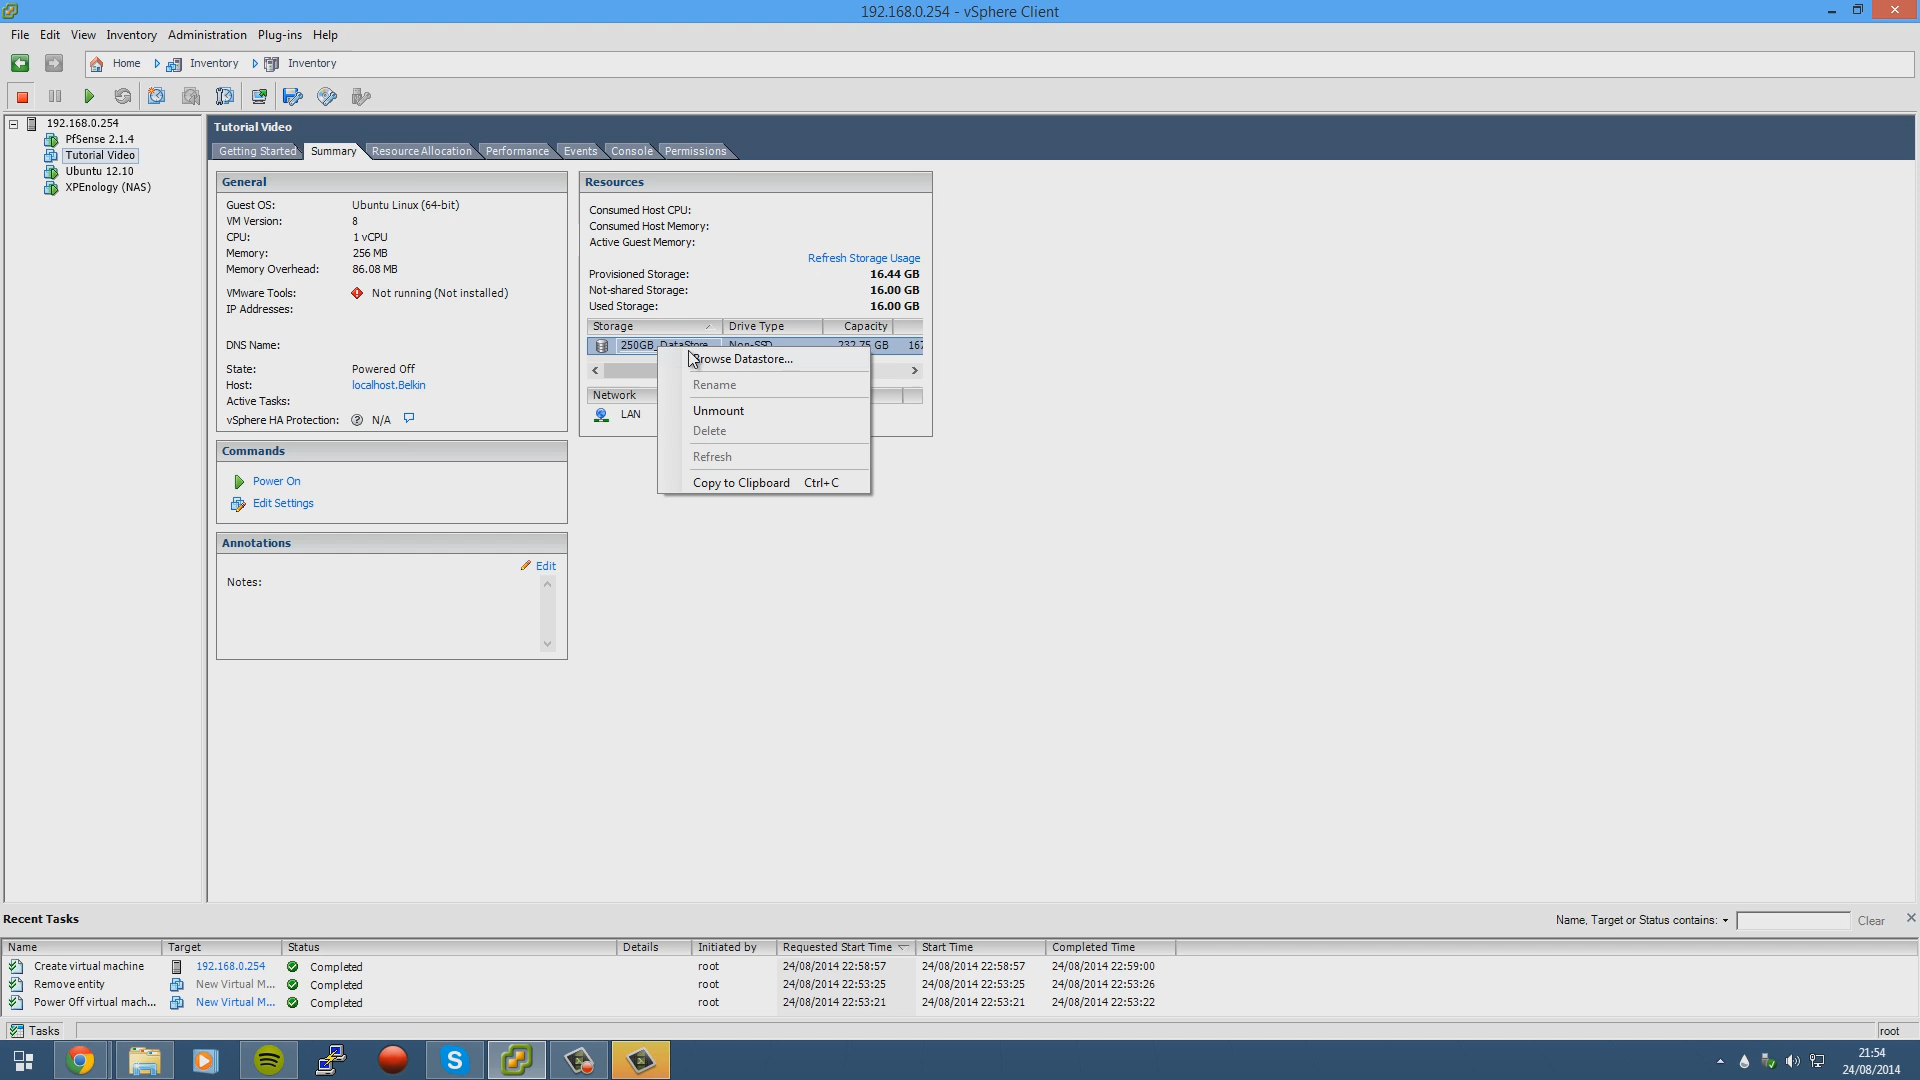 192.168.0.254 - vSphere Client
File Edit View Inventory Administration Plug-ins Help
Home Inventory Inventory
192.168.0.254
PfSense 2.1.4
Tutorial Video
Ubuntu 12.10
XPEnology (NAS)
Tutorial Video
Getting Started Summary Resource Allocation Performance Events Console Permissions
General
Guest OS: Ubuntu Linux (64-bit)
VM Version: 8
CPU: 1 vCPU
Memory: 256 MB
Memory Overhead: 86.08 MB
VMware Tools: Not running (Not installed)
IP Addresses:
DNS Name:
State: Powered Off
Host: localhost.Belkin
Active Tasks:
vSphere HA Protection: N/A
Commands
Power On
Edit Settings
Annotations
Edit
Notes:
Resources
Consumed Host CPU:
Consumed Host Memory:
Active Guest Memory:
Refresh Storage Usage
Provisioned Storage: 16.44 GB
Not-shared Storage: 16.00 GB
Used Storage: 16.00 GB
Storage Drive Type Capacity
250GB_DataStore Non-SSD 232.75 GB 167
Network
LAN
Browse Datastore...
Rename
Unmount
Delete
Refresh
Copy to Clipboard Ctrl+C
Recent Tasks
Name, Target or Status contains: Clear
Name Target Status Details Initiated by Requested Start Time Start Time Completed Time
Create virtual machine 192.168.0.254 Completed root 24/08/2014 22:58:57 24/08/2014 22:58:57 24/08/2014 22:59:00
Remove entity New Virtual M... Completed root 24/08/2014 22:53:25 24/08/2014 22:53:25 24/08/2014 22:53:26
Power Off virtual mach... New Virtual M... Completed root 24/08/2014 22:53:21 24/08/2014 22:53:21 24/08/2014 22:53:22
Tasks root
21:54
24/08/2014